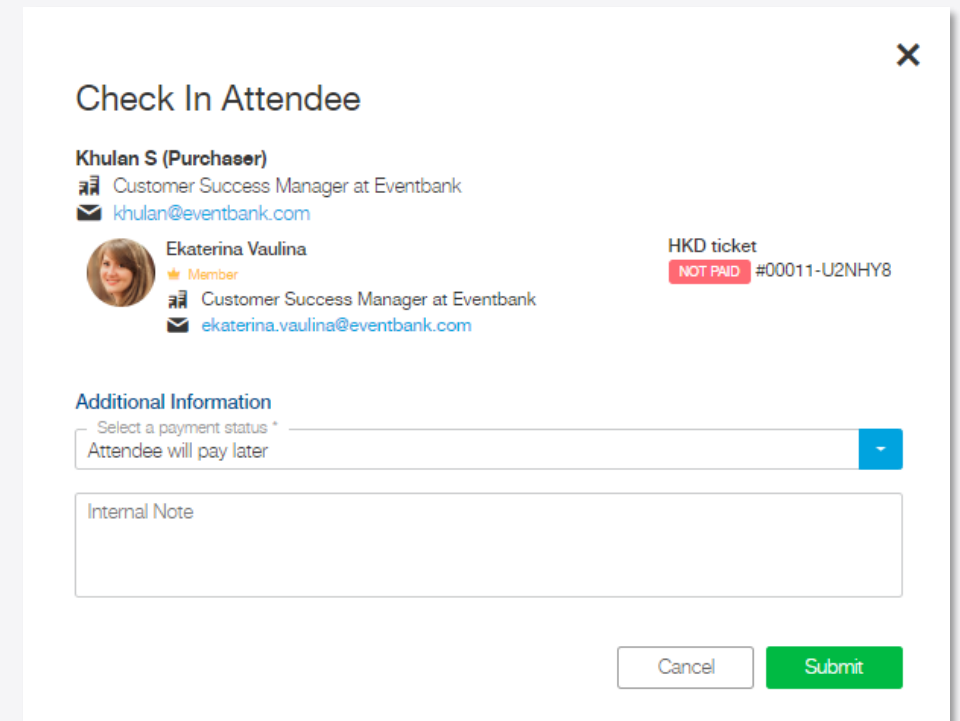 Check In Attendee
Khulan S (Purchaser)
Customer Success Manager at Eventbank
khulan@eventbank.com
Ekaterina Vaulina
HKD ticket
Member
NOT PAID #00011-U2NHY8
Customer Success Manager at Eventbank
ekaterina.vaulina@eventbank.com
Additional Information
Select a payment status *
Attendee will pay later
Internal Note
Cancel
Submit